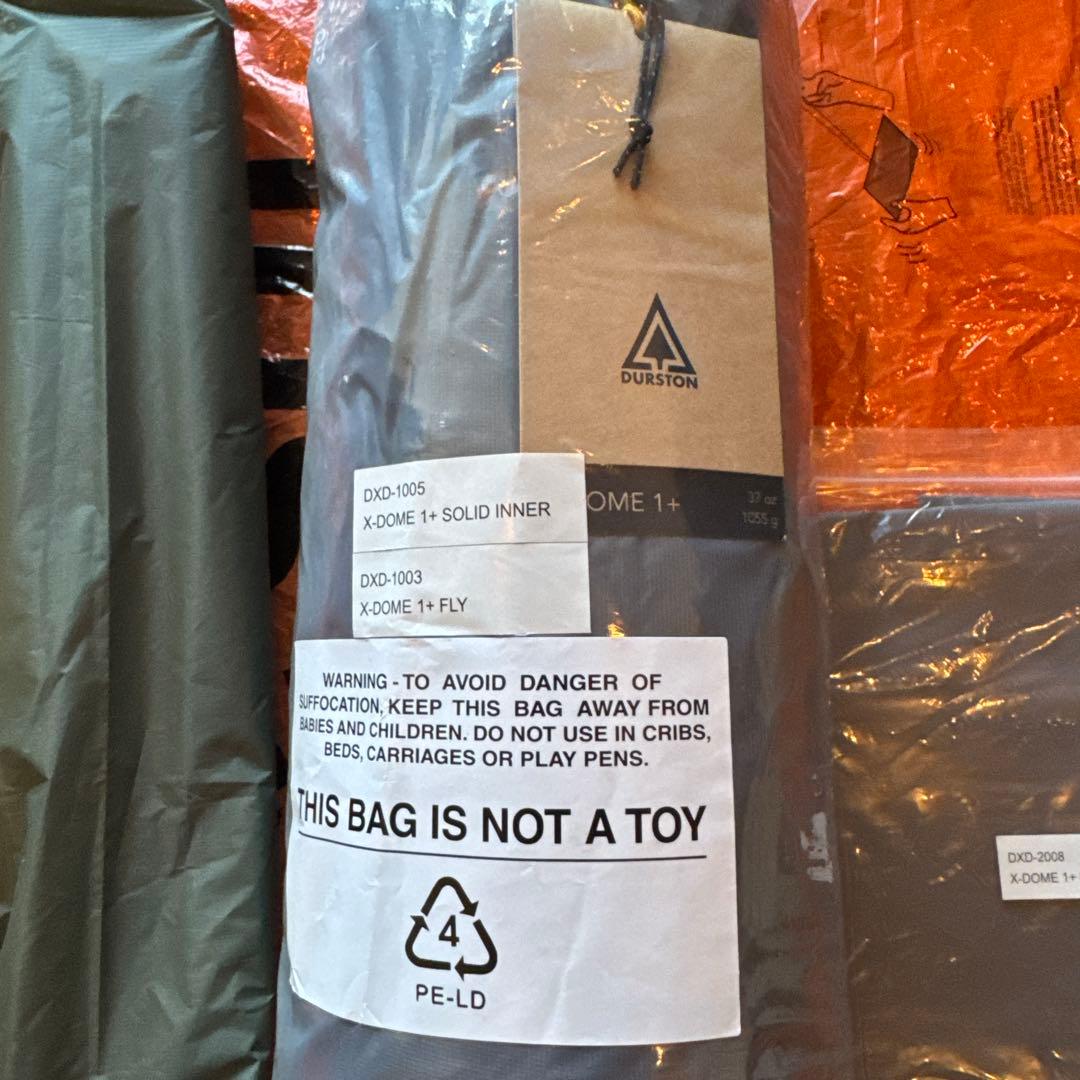 DURSTON
OME 1+
37 oz
1055 g
DXD-1005
X-DOME 1+ SOLID INNER
DXD-1003
X-DOME 1+ FLY
WARNING - TO AVOID DANGER OF
SUFFOCATION, KEEP THIS BAG AWAY FROM
BABIES AND CHILDREN. DO NOT USE IN CRIBS,
BEDS, CARRIAGES OR PLAY PENS.
THIS BAG IS NOT A TOY
4
PE-LD
DXD-2008
X-DOME 1+